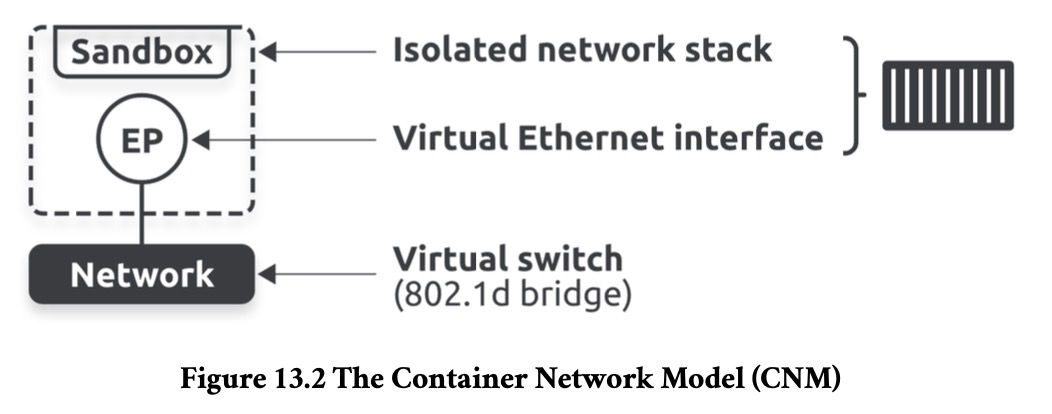 Sandbox
Isolated network stack
EP
Virtual Ethernet interface
Network
Virtual switch
(802.1d bridge)
Figure 13.2 The Container Network Model (CNM)